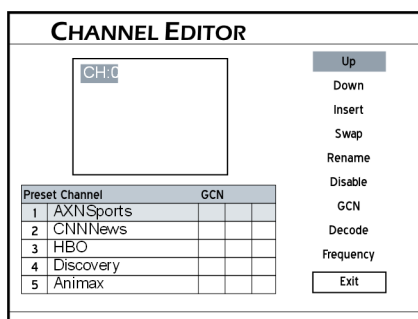 CHANNEL EDITOR
CH:0
Preset Channel GCN
1 AXNSports
2 CNNNews
3 HBO
4 Discovery
5 Animax
Up
Down
Insert
Swap
Rename
Disable
GCN
Decode
Frequency
Exit